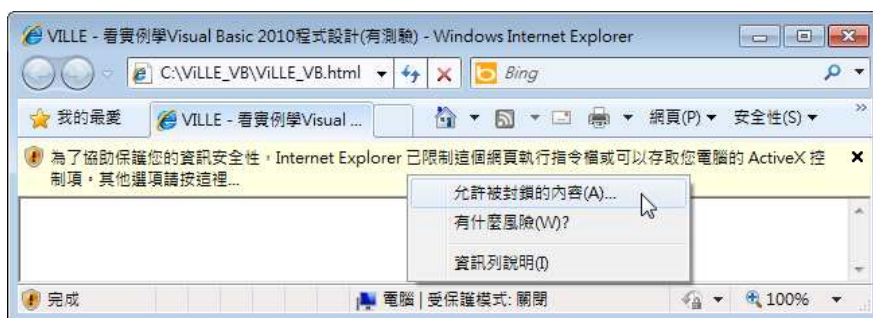 VILLE - 看實例學Visual Basic 2010程式設計(有測驗) - Windows Internet Explorer
C:\ViLLE_VB\ViLLE_VB.html
Bing
我的最愛
VILLE - 看實例學Visual ...
網頁(P)
安全性(S)
為了協助保護您的資訊安全性，Internet Explorer 已限制這個網頁執行指令檔或可以存取您電腦的 ActiveX 控
制項。其他選項請按這裡...
允許被封鎖的內容(A)...
有什麼風險(W)?
資訊列說明(I)
完成
電腦 | 受保護模式: 關閉
100%